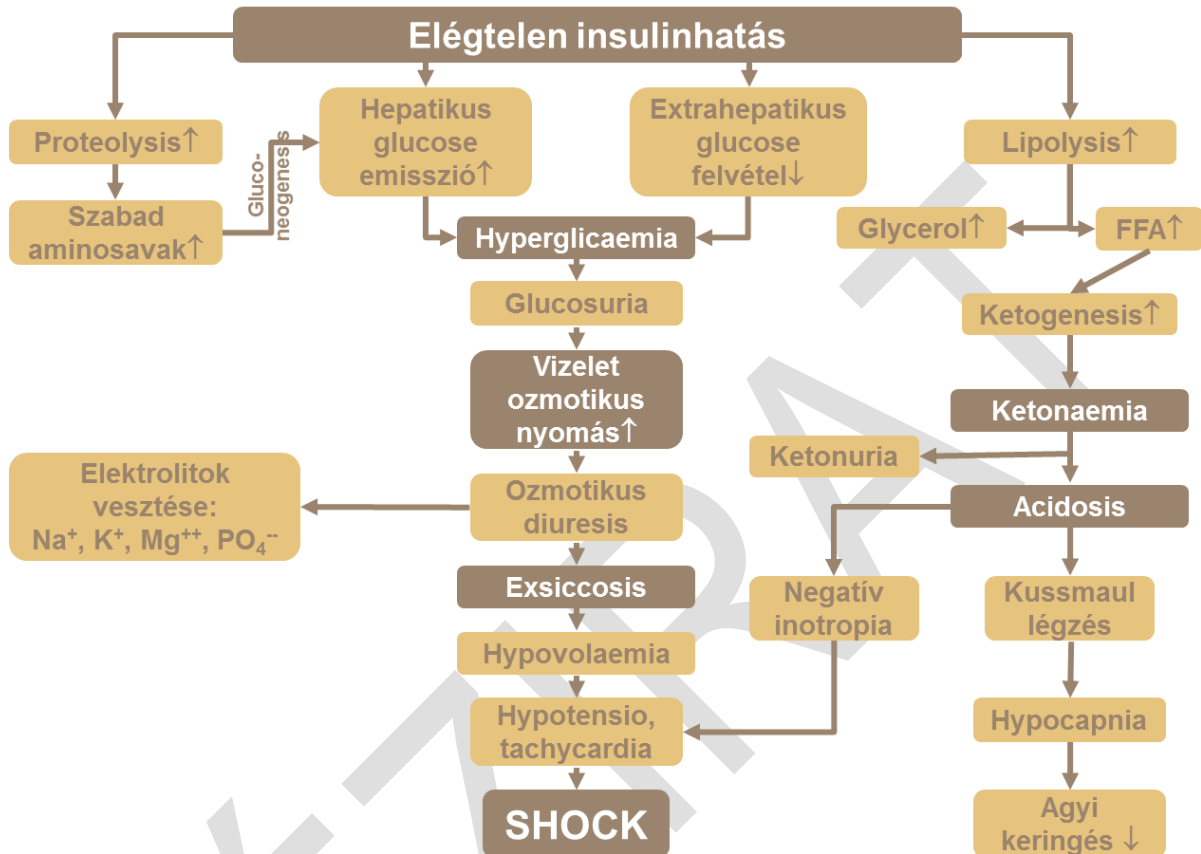 Elégtelen insulinhatás
Proteolysis↑
Szabad
aminosavak↑
Gluco-
neogenesis
Hepatikus
glucose
emisszió↑
Extrahepatikus
glucose
felvétel↓
Lipolysis↑
Glycerol↑
FFA↑
Hyperglicaemia
Glucosuria
Ketogenesis↑
Vizelet
ozmotikus
nyomás↑
Ketonaemia
Ketonuria
Elektrolitok
vesztése:
Na⁺, K⁺, Mg⁺⁺, PO₄⁻⁻
Ozmotikus
diuresis
Acidosis
Exsiccosis
Negatív
inotropia
Kussmaul
légzés
Hypovolaemia
Hypotensio,
tachycardia
Hypocapnia
SHOCK
Agyi
keringés ↓